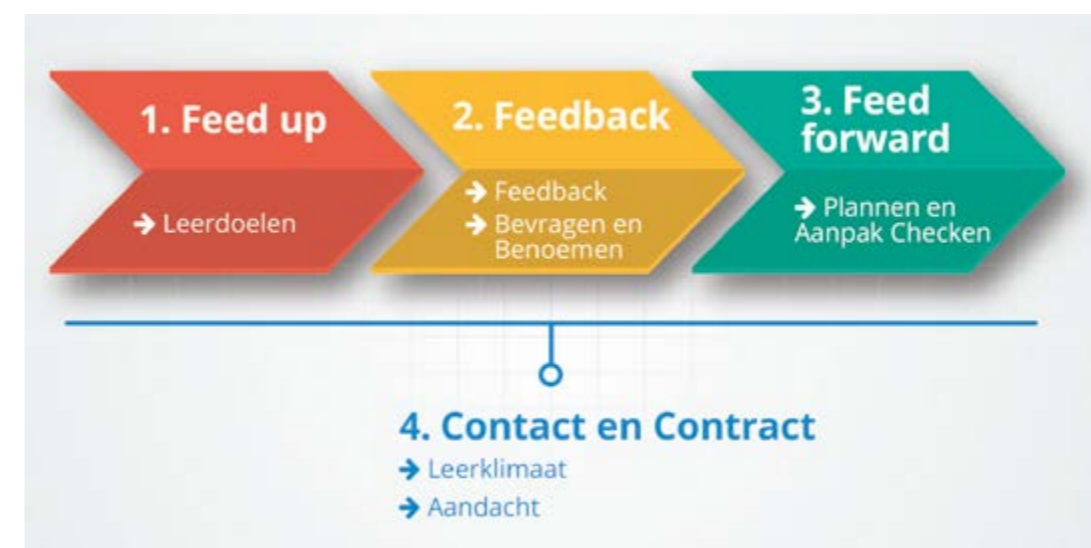 1. Feed up
→ Leerdoelen
2. Feedback
→ Feedback
→ Bevragen en
Benoemen
3. Feed
forward
→ Plannen en
Aanpak Checken
4. Contact en Contract
→ Leerklimaat
→ Aandacht